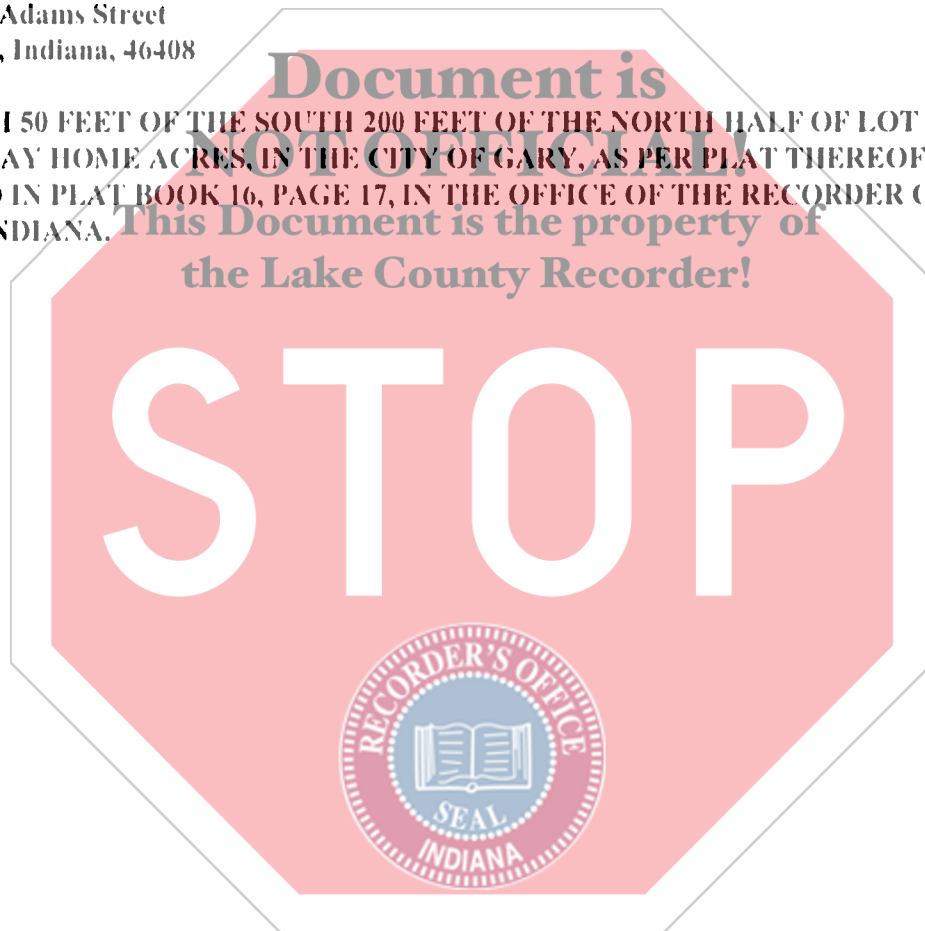 Adams Street
, Indiana, 46408
Document is
50 FEET OF THE SOUTH 200 FEET OF THE NORTH HALF OF LOT
NOT OFFICIAL!
AY HOME ACRES, IN THE CITY OF GARY, AS PER PLAT THEREOF
IN PLAT BOOK 16, PAGE 17, IN THE OFFICE OF THE RECORDER
NDIANA.
This Document is the property of
the Lake County Recorder!
STOP
RECORDER'S OFFICE
SEAL
INDIANA